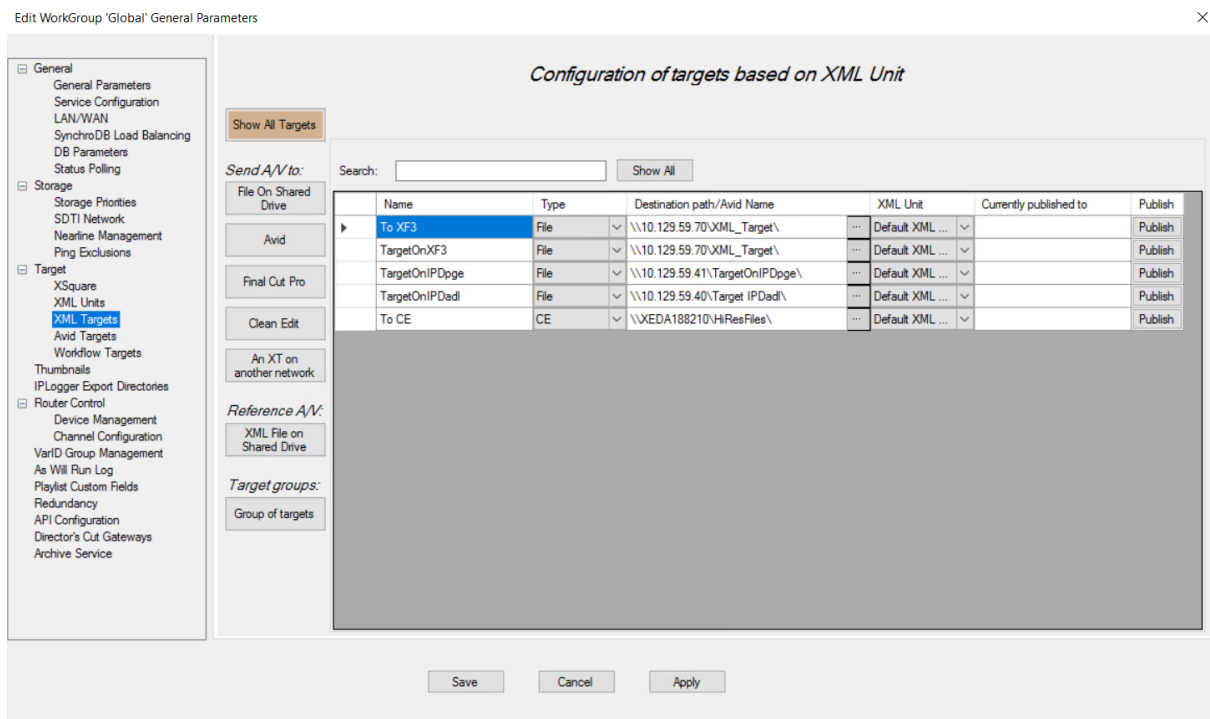 Edit WorkGroup 'Global' General Parameters
General
General Parameters
Service Configuration
LAN/WAN
SynchroDB Load Balancing
DB Parameters
Status Polling
Storage
Storage Priorities
SDTI Network
Nearline Management
Ping Exclusions
Target
XSquare
XML Units
XML Targets
Avid Targets
Workflow Targets
Thumbnails
IPLogger Export Directories
Router Control
Device Management
Channel Configuration
VarID Group Management
As Will Run Log
Playlist Custom Fields
Redundancy
API Configuration
Director's Cut Gateways
Archive Service
Configuration of targets based on XML Unit
Show All Targets
Send A/V to:
File On Shared
Drive
Avid
Final Cut Pro
Clean Edit
An XT on
another network
Reference A/V:
XML File on
Shared Drive
Target groups:
Group of targets
Search:
Show All
Name Type Destination path/Avid Name XML Unit Currently published to Publish
To XF3 File \\10.129.59.70\XML_Target\ ... Default XML ... Publish
TargetOnXF3 File \\10.129.59.70\XML_Target\ ... Default XML ... Publish
TargetOnIPDpge File \\10.129.59.41\TargetOnIPDpge\ ... Default XML ... Publish
TargetOnIPDadl File \\10.129.59.40\Target IPDadl\ ... Default XML ... Publish
To CE CE \\XEDA188210\HiResFiles\ ... Default XML ... Publish
Save Cancel Apply